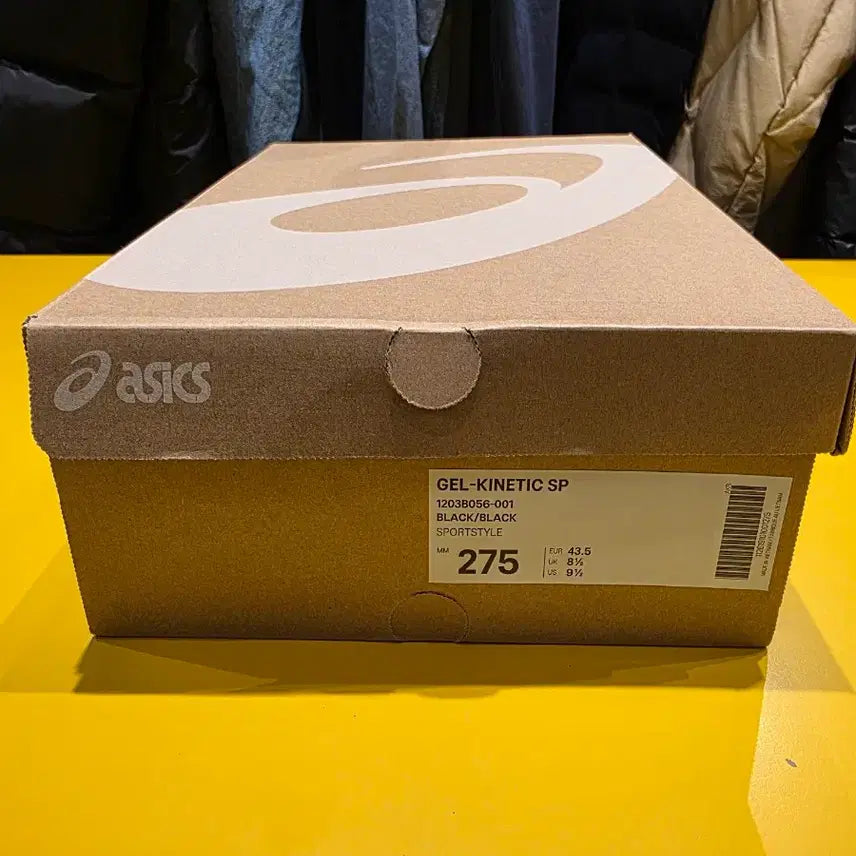 asics
GEL-KINETIC SP
1203B056-001
BLACK/BLACK
SPORTSTYLE
MM 275
EUR 43.5
UK 8½
US 9½